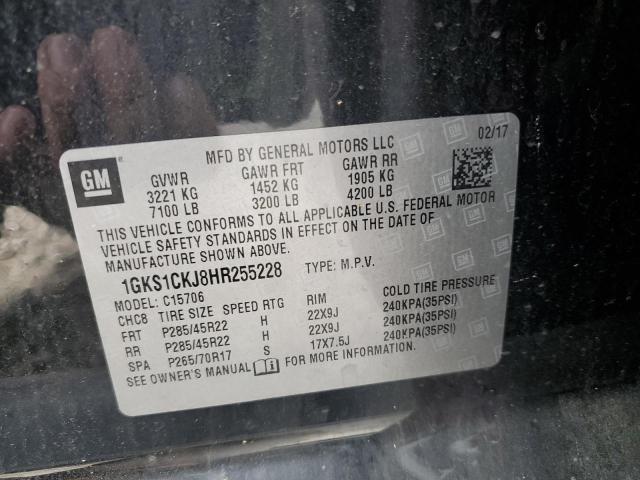 MFD BY GENERAL MOTORS LLC 02/17
GM GVWR GAWR FRT GAWR RR
3221 KG 1452 KG 1905 KG
7100 LB 3200 LB 4200 LB
THIS VEHICLE CONFORMS TO ALL APPLICABLE U.S. FEDERAL MOTOR
VEHICLE SAFETY STANDARDS IN EFFECT ON THE DATE OF
MANUFACTURE SHOWN ABOVE.
1GKS1CKJ8HR255228 TYPE: M.P.V.
MODEL: C15706
CHC8 TIRE SIZE SPEED RTG RIM COLD TIRE PRESSURE
FRT P285/45R22 H 22X9J 240KPA(35PSI)
RR P285/45R22 H 22X9J 240KPA(35PSI)
SPA P265/70R17 S 17X7.5J 240KPA(35PSI)
SEE OWNER'S MANUAL FOR MORE INFORMATION.